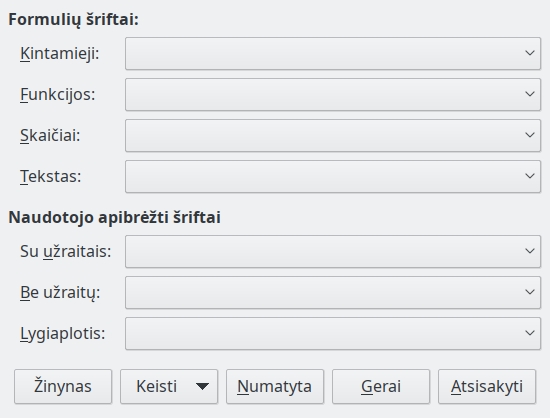 Formulių šriftai:
Kintamieji:
Funkcijos:
Skaičiai:
Tekstas:
Naudotojo apibrėžti šriftai
Su užraitais:
Be užraitų:
Lygiaplotis:
Žinynas Keisti Numatyta Gerai Atsisakyti